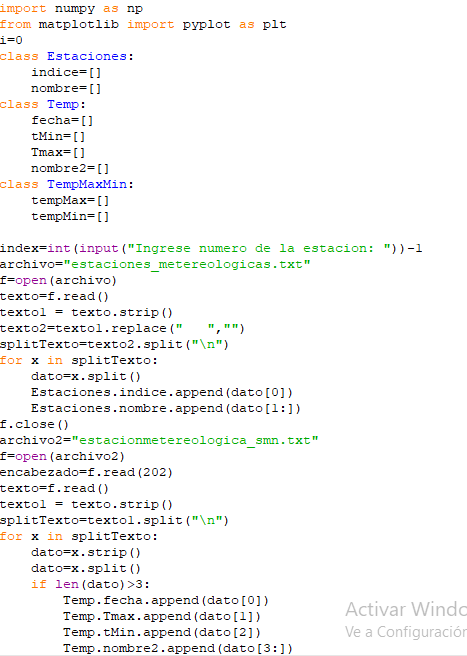 import numpy as np
from matplotlib import pyplot as plt
i=0
class Estaciones:
    indice=[]
    nombre=[]
class Temp:
    fecha=[]
    tMin=[]
    Tmax=[]
    nombre2=[]
class TempMaxMin:
    tempMax=[]
    tempMin=[]

index=int(input("Ingrese numero de la estacion: "))-1
archivo="estaciones_metereologicas.txt"
f=open(archivo)
texto=f.read()
texto1 = texto.strip()
texto2=texto1.replace("   ","")
splitTexto=texto2.split("\n")
for x in splitTexto:
    dato=x.split()
    Estaciones.indice.append(dato[0])
    Estaciones.nombre.append(dato[1:])
f.close()
archivo2="estacionmetereologica_smn.txt"
f=open(archivo2)
encabezado=f.read(202)
texto=f.read()
texto1 = texto.strip()
splitTexto=texto1.split("\n")
for x in splitTexto:
    dato=x.strip()
    dato=x.split()
    if len(dato)>3:
        Temp.fecha.append(dato[0])
        Temp.Tmax.append(dato[1])
        Temp.tMin.append(dato[2])
        Temp.nombre2.append(dato[3:])
Activar Windo
Ve a Configuración